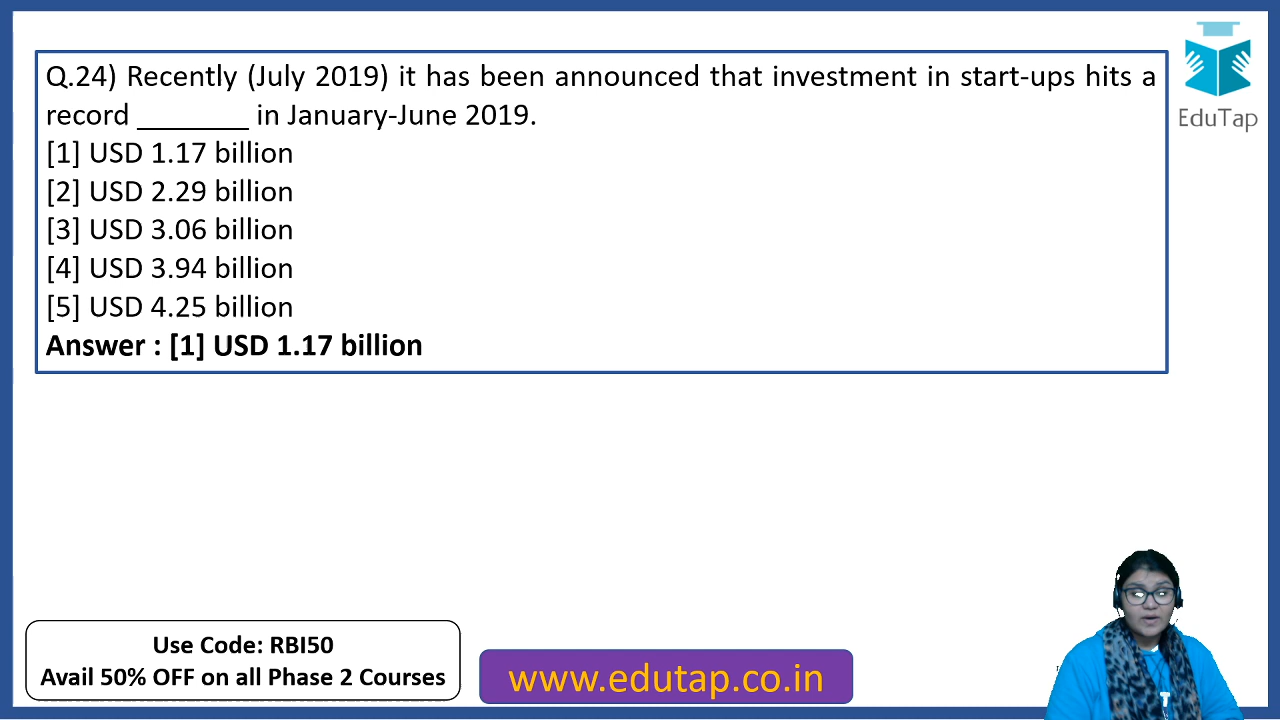 Q.24) Recently (July 2019) it has been announced that investment in start-ups hits a
record _______ in January-June 2019.
[1] USD 1.17 billion
[2] USD 2.29 billion
[3] USD 3.06 billion
[4] USD 3.94 billion
[5] USD 4.25 billion
Answer : [1] USD 1.17 billion
EduTap
Use Code: RBI50
Avail 50% OFF on all Phase 2 Courses
www.edutap.co.in